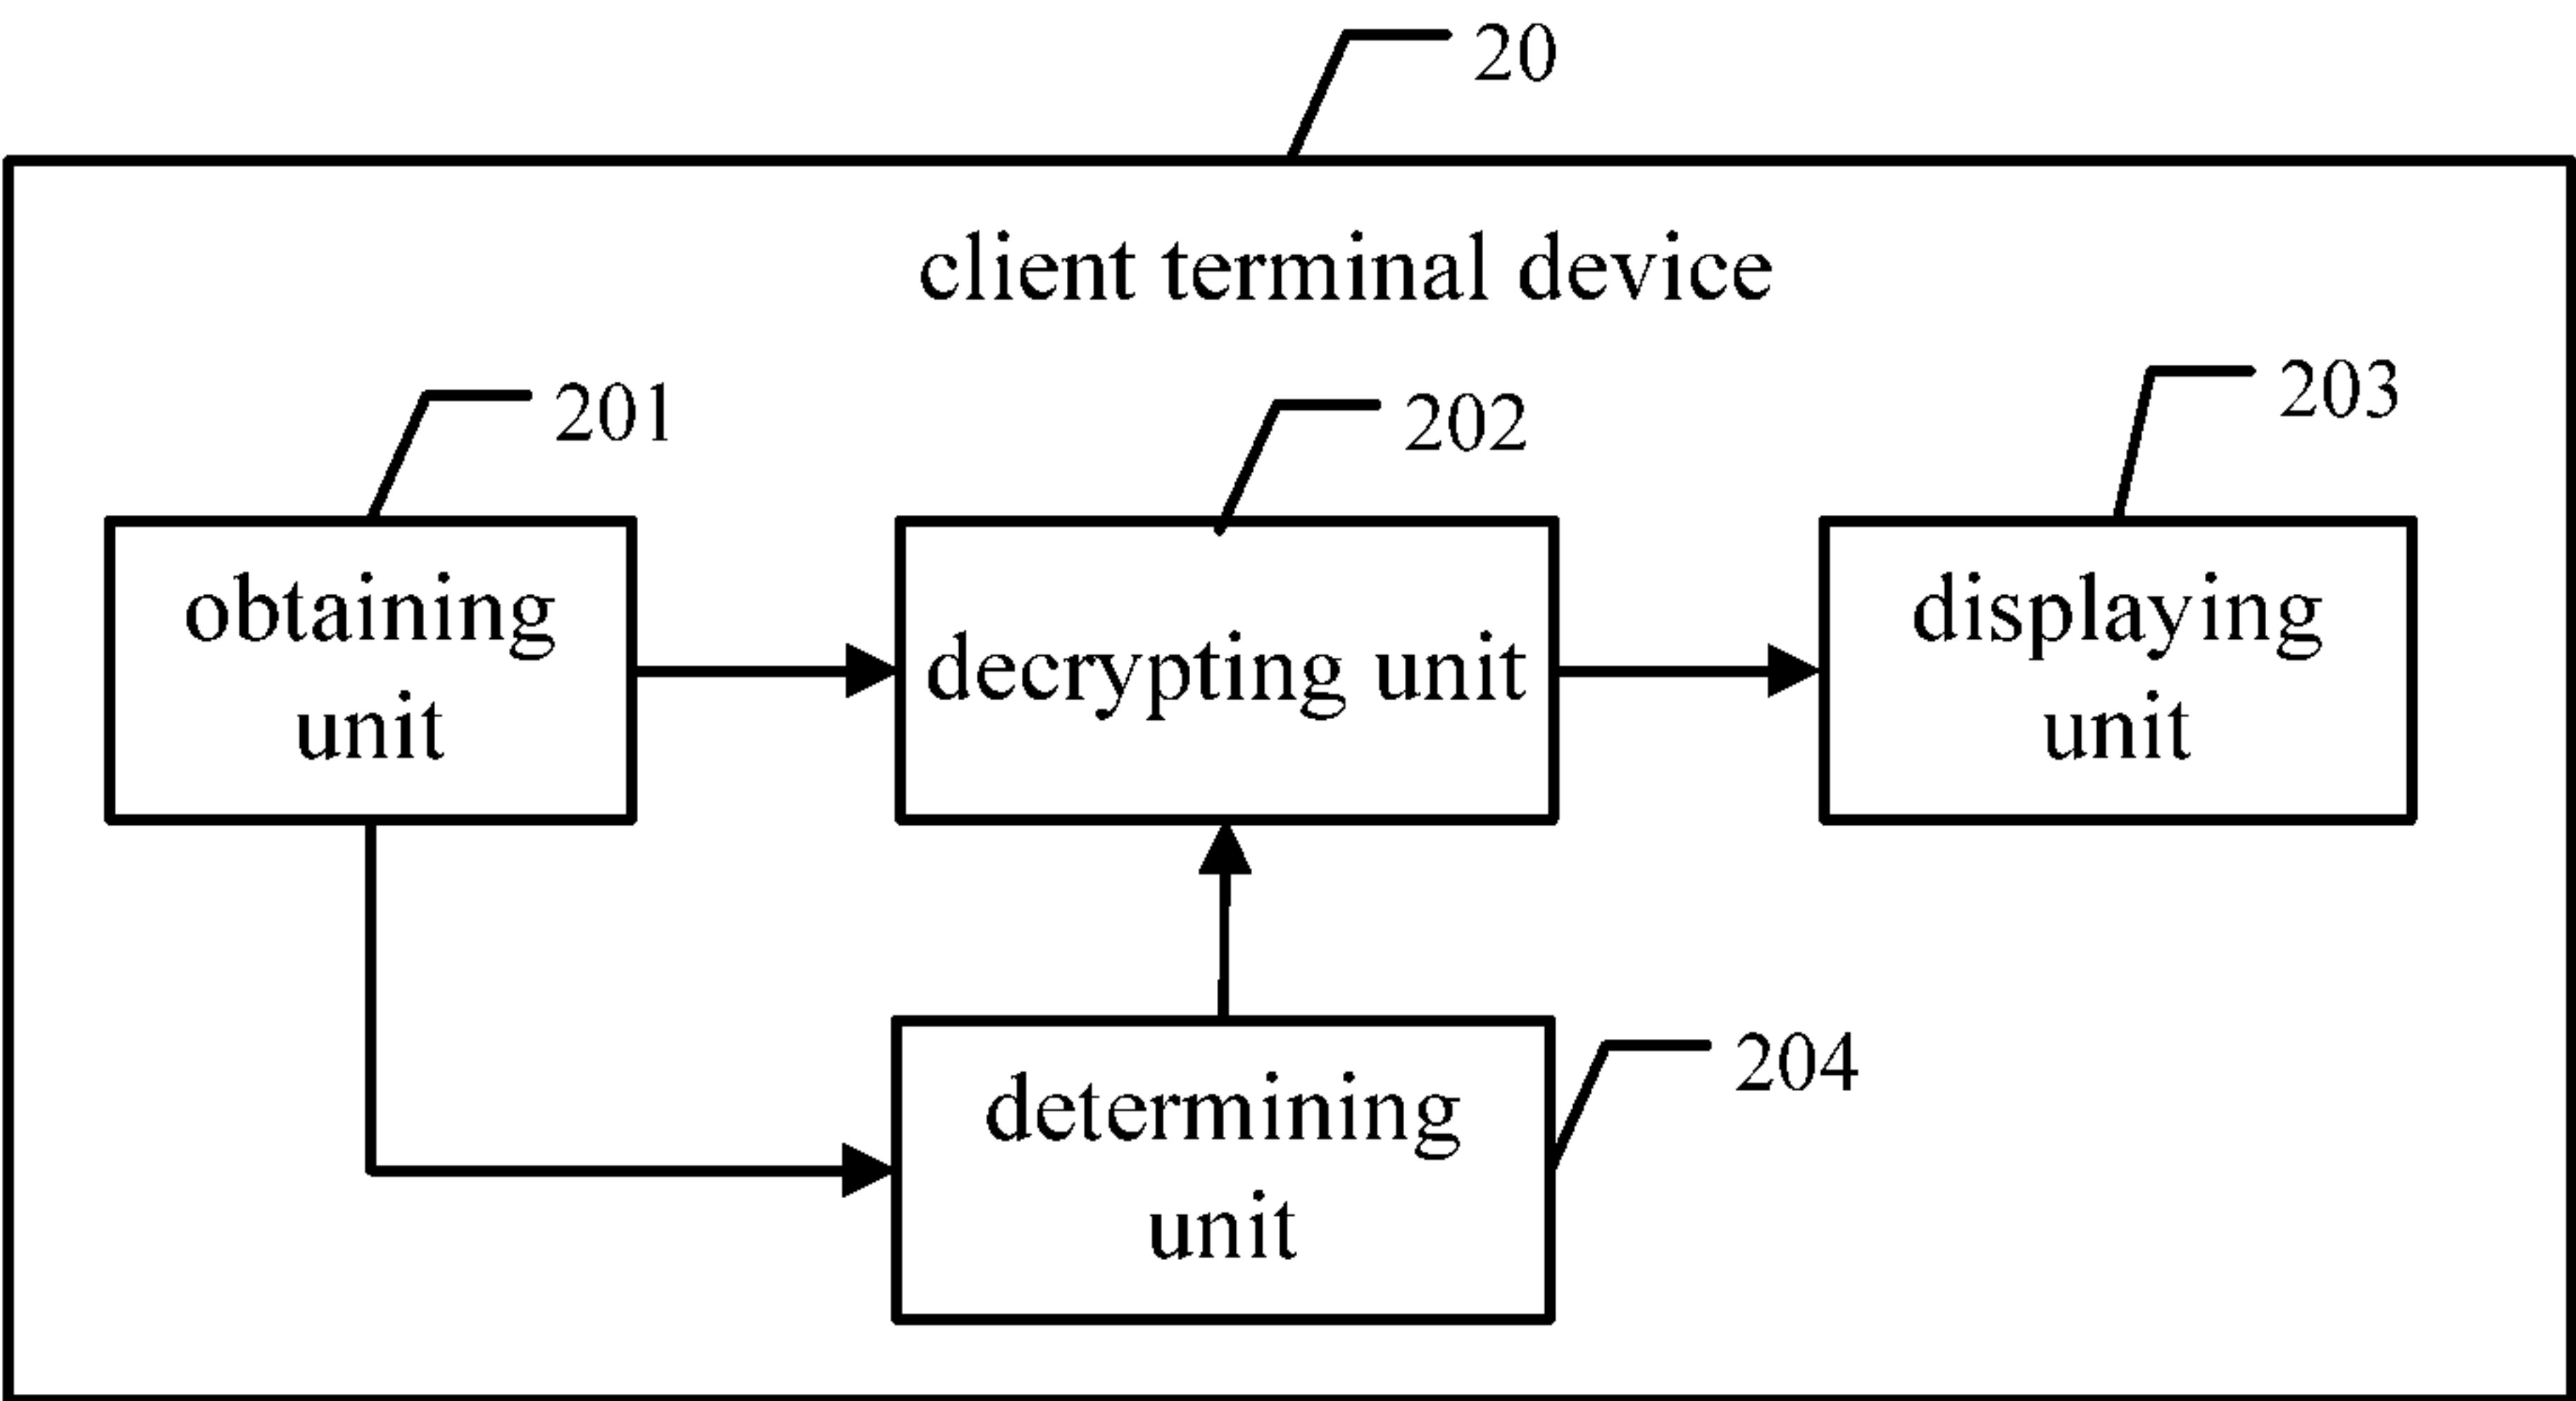 20
client terminal device
201
202
203
obtaining
unit
decrypting unit
displaying
unit
determining
unit
204